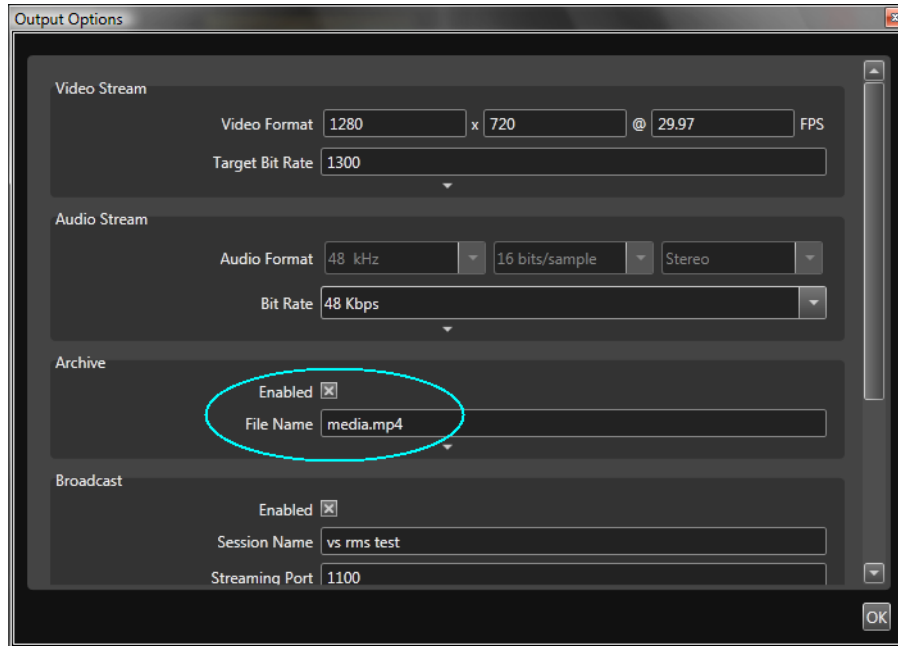 Output Options
Video Stream
Video Format 1280 x 720 @ 29.97 FPS
Target Bit Rate 1300
Audio Stream
Audio Format 48 kHz 16 bits/sample Stereo
Bit Rate 48 Kbps
Archive
Enabled
File Name media.mp4
Broadcast
Enabled
Session Name vs rms test
Streaming Port 1100
OK